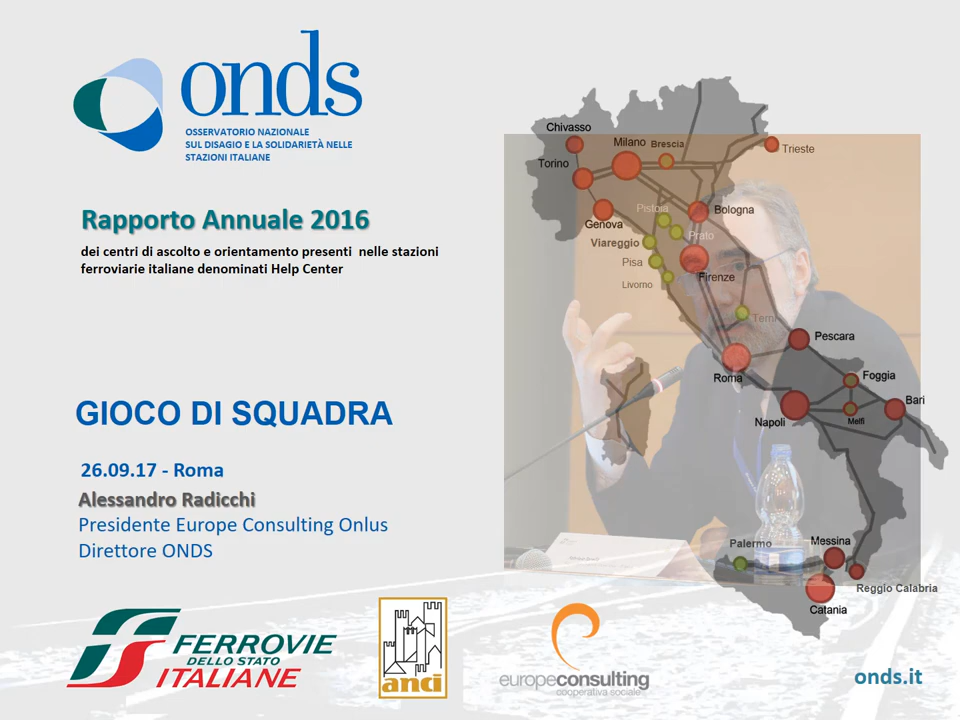 onds
OSSERVATORIO NAZIONALE
SUL DISAGIO E LA SOLIDARIETÀ NELLE
STAZIONI ITALIANE
Rapporto Annuale 2016
dei centri di ascolto e orientamento presenti nelle stazioni
ferroviarie italiane denominati Help Center
GIOCO DI SQUADRA
26.09.17 - Roma
Alessandro Radicchi
Presidente Europe Consulting Onlus
Direttore ONDS
Chivasso
Torino
Milano
Brescia
Trieste
Genova
Pistoia
Bologna
Prato
Viareggio
Pisa
Firenze
Livorno
Terni
Pescara
Roma
Foggia
Bari
Napoli
Melfi
Palermo
Messina
Reggio Calabria
Catania
FERROVIE
DELLO STATO
ITALIANE
anci
europeconsulting
cooperativa sociale
onds.it